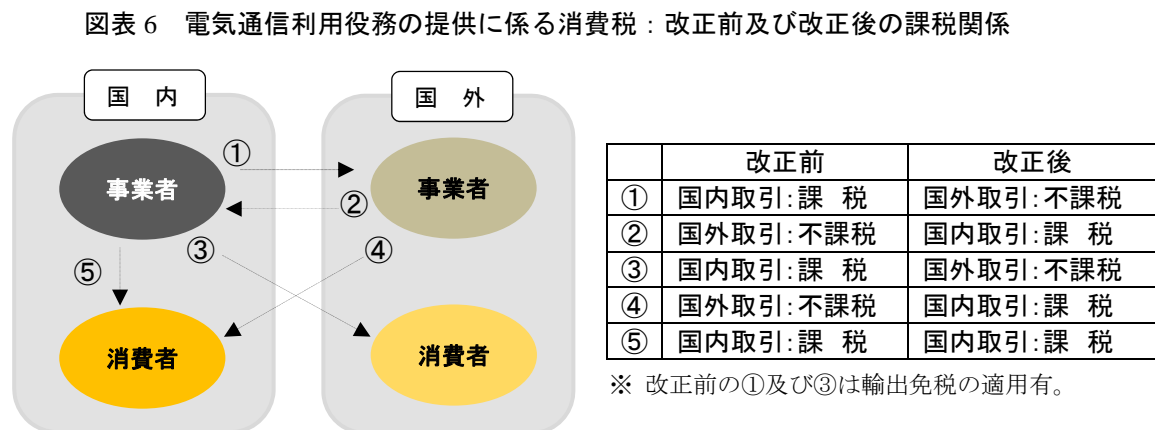 図表 6 電気通信利用役務の提供に係る消費税：改正前及び改正後の課税関係
国 内
国 外
事業者
①
事業者
②
③
④
⑤
消費者
消費者
改正前 改正後
① 国内取引:課 税 国外取引:不課税
② 国外取引:不課税 国内取引:課 税
③ 国内取引:課 税 国外取引:不課税
④ 国外取引:不課税 国内取引:課 税
⑤ 国内取引:課 税 国内取引:課 税
※ 改正前の①及び③は輸出免税の適用有。